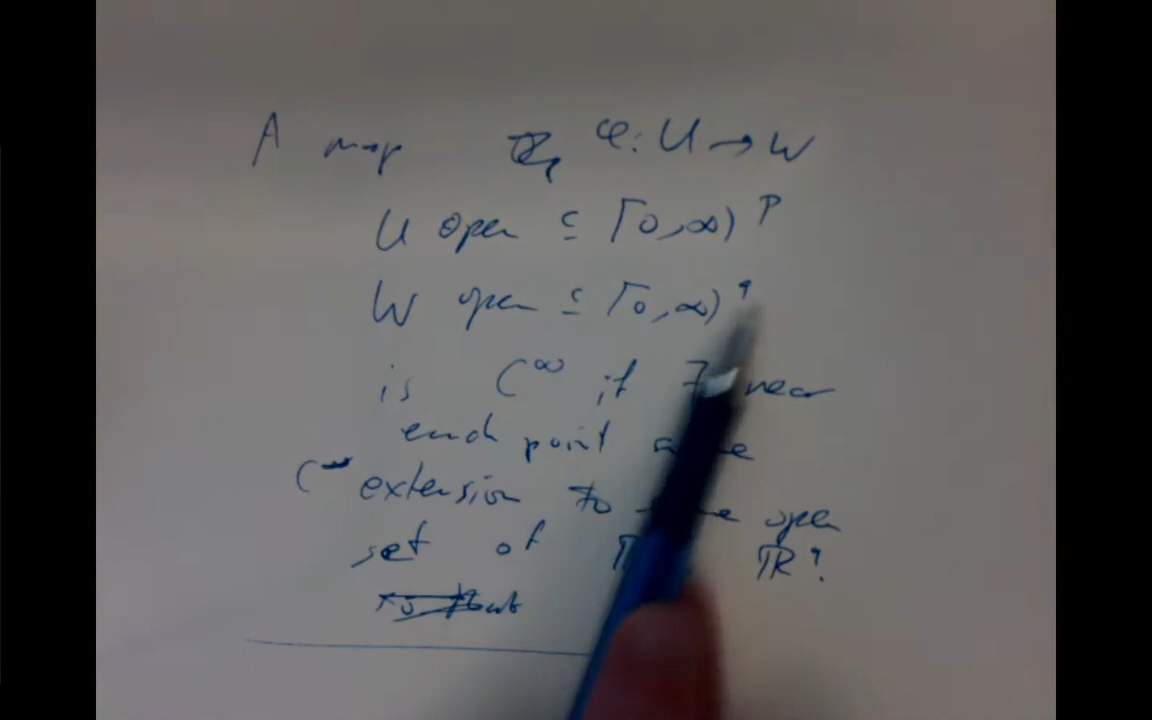 A map φ: U → W
U open ⊆ [0,∞)^p
W open ⊆ [0,∞)^q
is C^∞ if near
each point
C^∞ extension to open
set of ℝ^q